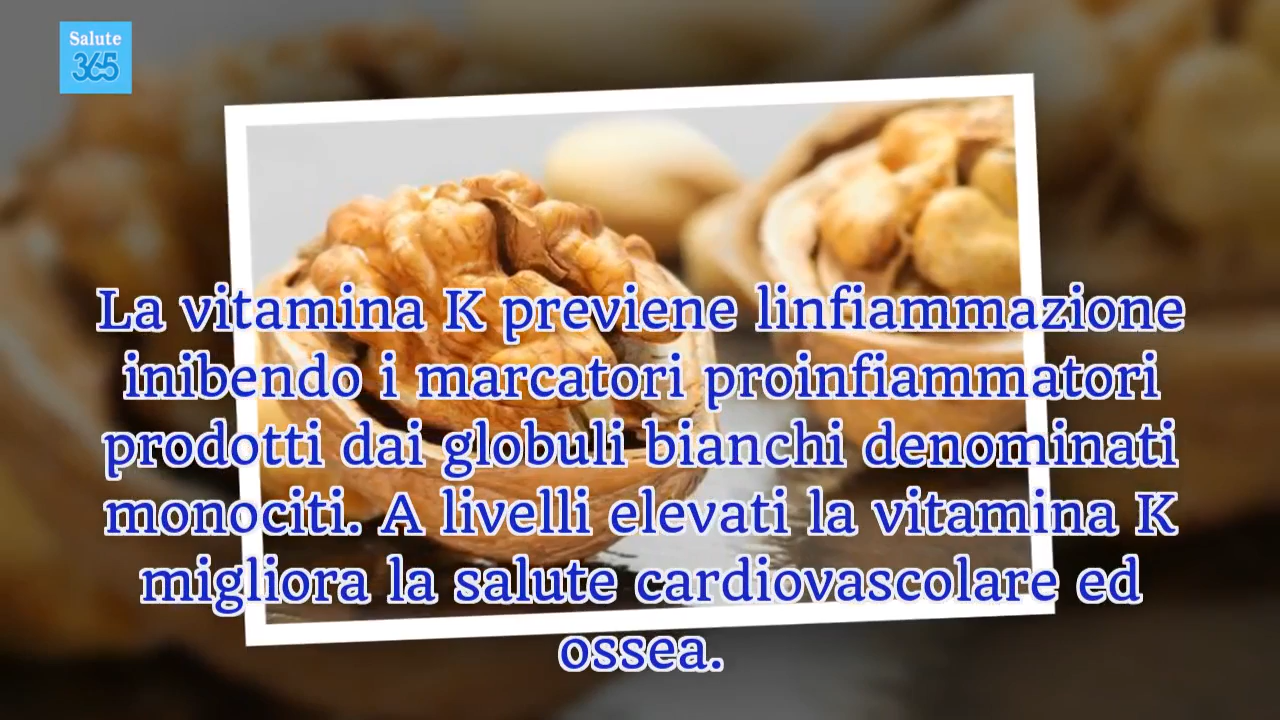 Salute
365
La vitamina K previene linfiammazione
inibendo i marcatori proinfiammatori
prodotti dai globuli bianchi denominati
monociti. A livelli elevati la vitamina K
migliora la salute cardiovascolare ed
ossea.